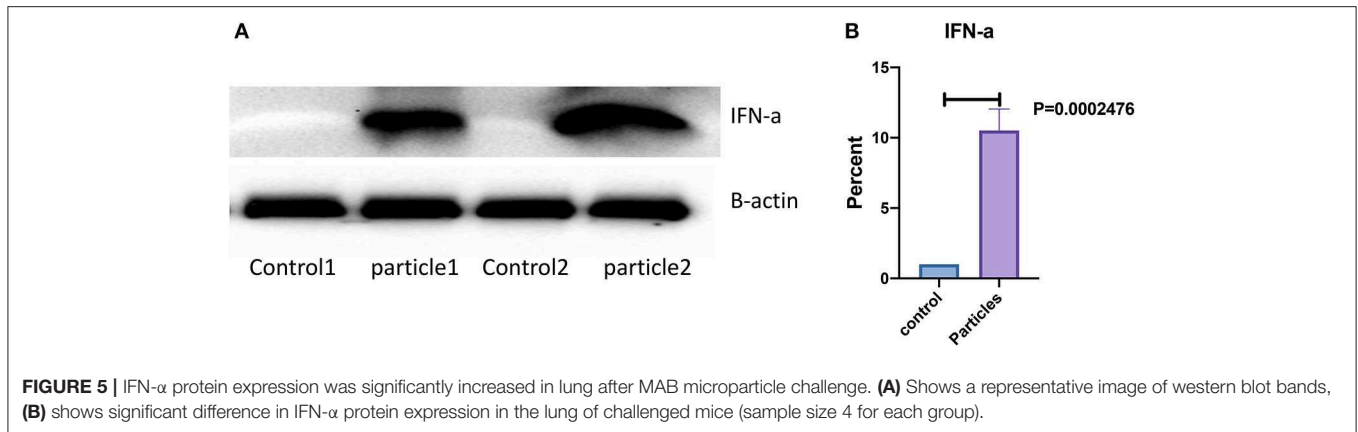 A
IFN-a
B-actin
Control1 particle1 Control2 particle2
B
IFN-a
15
10
5
0
Percent
P=0.0002476
control
Particles
FIGURE 5 | IFN-α protein expression was significantly increased in lung after MAB microparticle challenge. (A) Shows a representative image of western blot bands,
(B) shows significant difference in IFN-α protein expression in the lung of challenged mice (sample size 4 for each group).